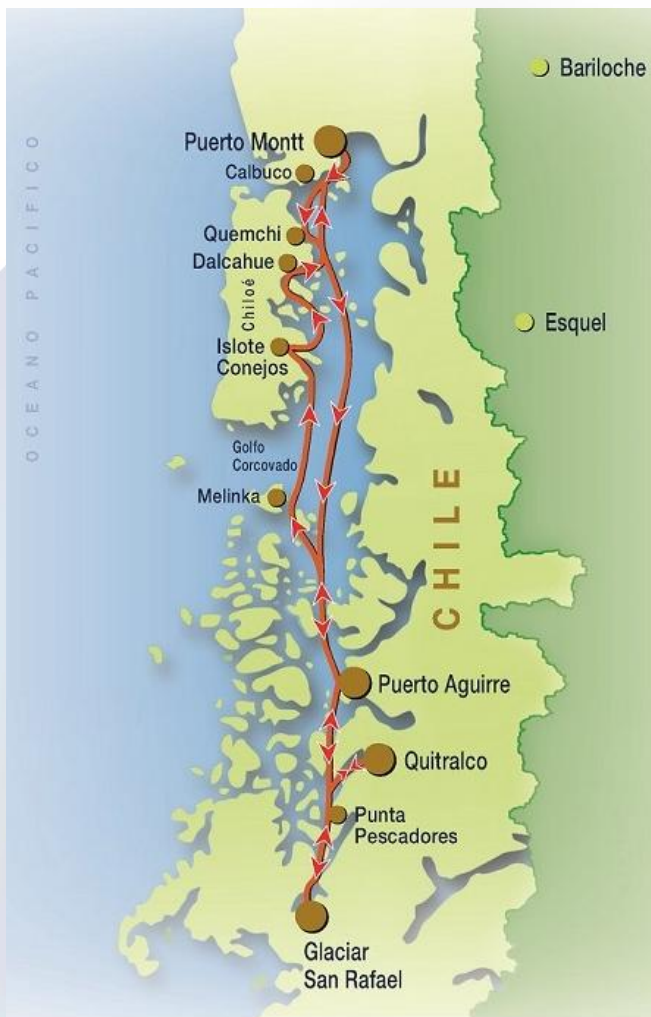 Bariloche
OCEANO PACIFICO
Puerto Montt
Calbuco
Quemchi
Dalcahue
Chiloé
Islote
Conejos
Esquel
Golfo
Corcovado
Melinka
CHILE
Puerto Aguirre
Quitralco
Punta
Pescadores
Glaciar
San Rafael